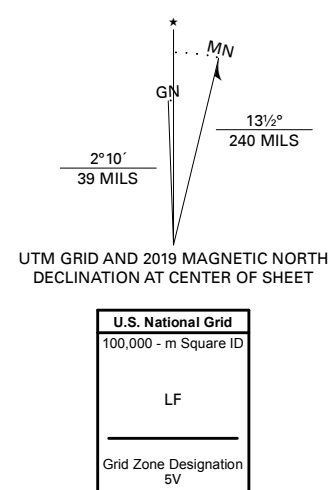 ★
MN
GN
13½°
240 MILS
2°10´
39 MILS
UTM GRID AND 2019 MAGNETIC NORTH
DECLINATION AT CENTER OF SHEET
U.S. National Grid
100,000 - m Square ID
LF
Grid Zone Designation
5V